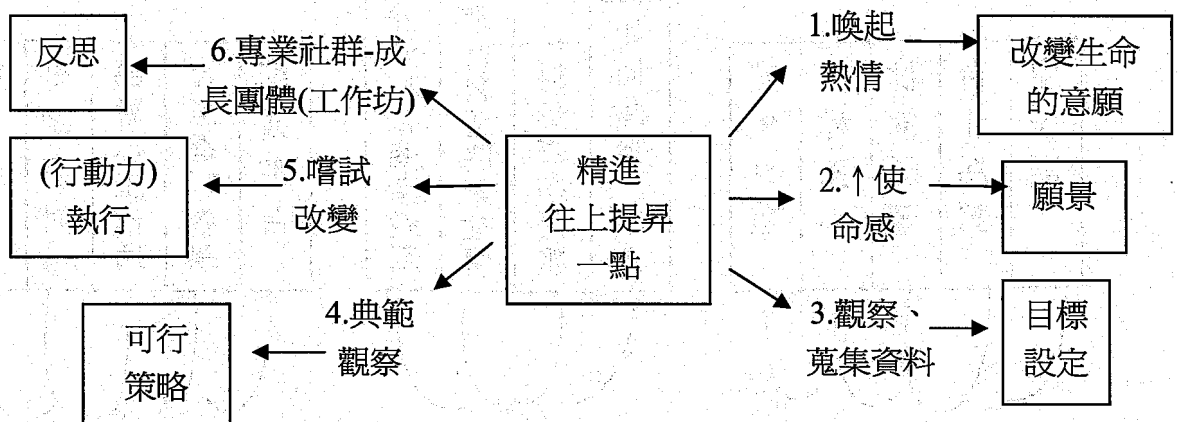 反思
6.專業社群-成
長團體(工作坊)
1.喚起
熱情
改變生命
的意願
(行動力)
執行
5.嚐試
改變
精進
往上提昇
一點
2.↑使
命感
願景
可行
策略
4.典範
觀察
3.觀察、
蒐集資料
目標
設定